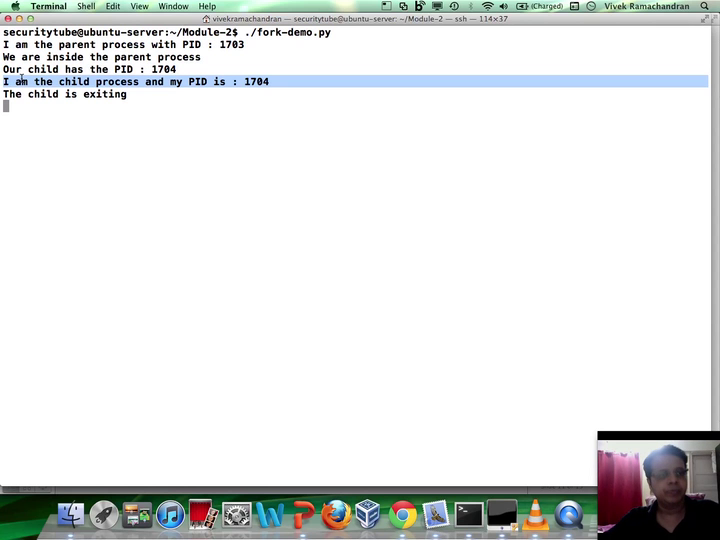 Terminal Shell Edit View Window Help (Charged) Vivek Ramachandran
vivekramachandran — securitytube@ubuntu-server: ~/Module-2 — ssh — 114×37
securitytube@ubuntu-server:~/Module-2$ ./fork-demo.py
I am the parent process with PID : 1703
We are inside the parent process
Our child has the PID : 1704
I am the child process and my PID is : 1704
The child is exiting